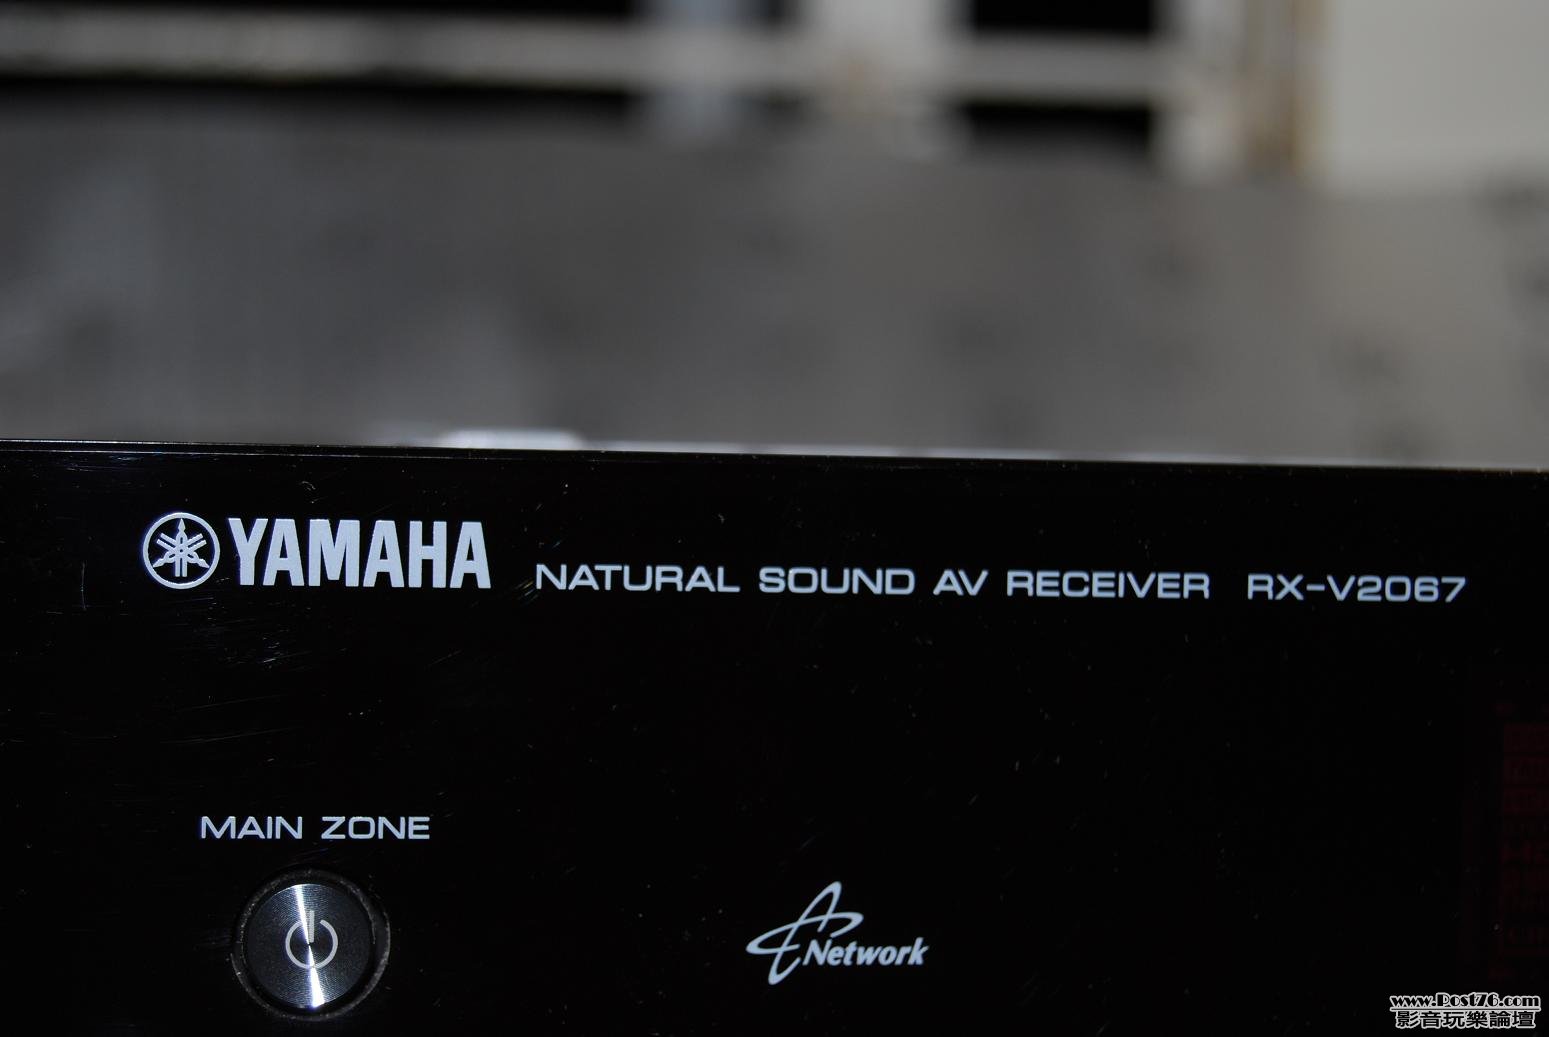 YAMAHA NATURAL SOUND AV RECEIVER RX-V2067
MAIN ZONE
Network
www.Post76.com
影音玩樂論壇